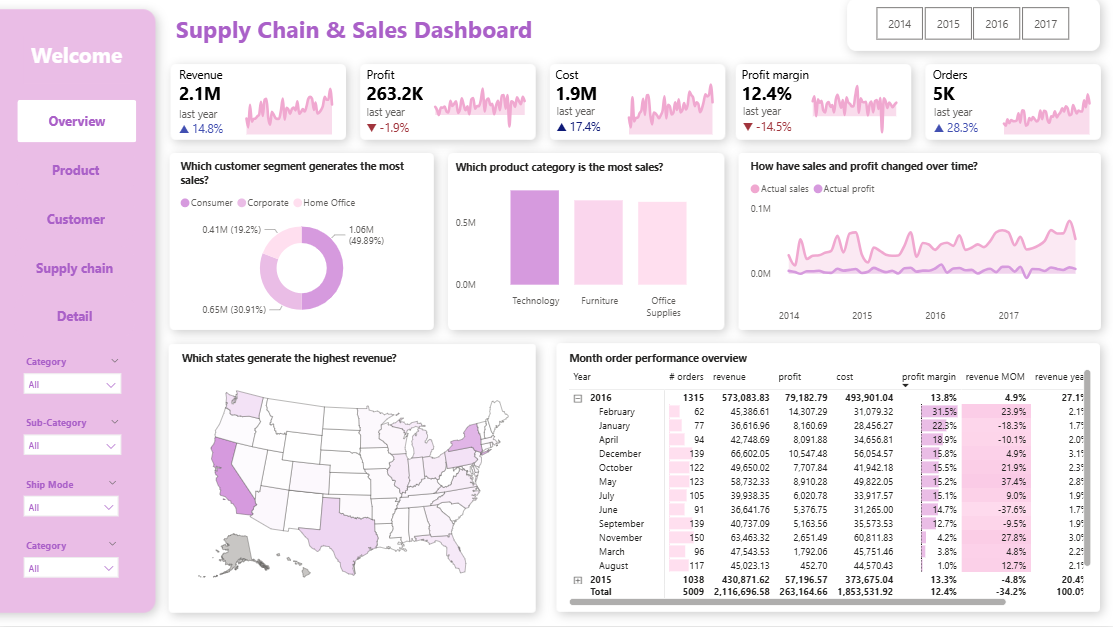 Welcome
Overview
Product
Customer
Supply chain
Detail
Category
All
Sub-Category
All
Ship Mode
All
Category
All
Supply Chain & Sales Dashboard
2014 2015 2016 2017
Revenue
2.1M
last year
▲ 14.8%
Profit
263.2K
last year
▼ -1.9%
Cost
1.9M
last year
▲ 17.4%
Profit margin
12.4%
last year
▼ -14.5%
Orders
5K
last year
▲ 28.3%
Which customer segment generates the most
sales?
Consumer Corporate Home Office
0.41M (19.2%)
1.06M
(49.89%)
0.65M (30.91%)
Which product category is the most sales?
0.5M
0.0M
Technology Furniture Office
Supplies
How have sales and profit changed over time?
Actual sales Actual profit
0.1M
0.0M
2014 2015 2016 2017
Which states generate the highest revenue?
Month order performance overview
Year # orders revenue profit cost profit margin revenue MOM revenue yea
2016 1315 573,083.83 79,182.79 493,901.04 13.8% 4.9% 27.1%
February 62 45,386.61 14,307.29 31,079.32 31.5% 23.9% 2.1%
January 77 36,616.96 8,160.69 28,456.27 22.3% -18.3% 1.7%
April 94 42,748.69 8,091.88 34,656.81 18.9% -10.1% 2.0%
December 139 66,602.05 10,547.48 56,054.57 15.8% 4.9% 3.1%
October 122 49,650.02 7,707.84 41,942.18 15.5% 21.9% 2.3%
May 123 58,732.33 8,910.28 49,822.05 15.2% 37.4% 2.8%
July 105 39,938.35 6,020.78 33,917.57 15.1% 9.0% 1.9%
June 91 36,641.76 5,376.75 31,265.00 14.7% -37.6% 1.7%
September 139 40,737.09 5,163.56 35,573.53 12.7% -9.5% 1.9%
November 150 63,463.32 2,651.49 60,811.83 4.2% 27.8% 3.0%
March 96 47,543.53 1,792.06 45,751.46 3.8% 4.8% 2.2%
August 117 45,023.13 452.70 44,570.43 1.0% 12.7% 2.1%
2015 1038 430,871.62 57,196.57 373,675.04 13.3% -4.8% 20.4%
Total 5009 2,116,696.58 263,164.66 1,853,531.92 12.4% -34.2% 100.0%